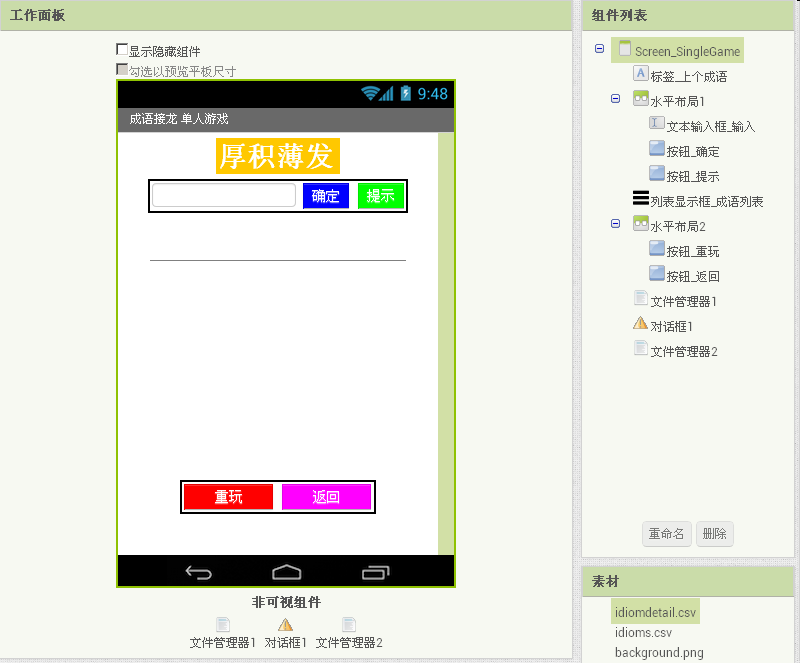 工作面板
显示隐藏组件
勾选以预览平板尺寸
9:48
成语接龙 单人游戏
厚积薄发
确定 提示
重玩 返回
非可视组件
文件管理器1 对话框1 文件管理器2
组件列表
Screen_SingleGame
标签_上个成语
水平布局1
文本输入框_输入
按钮_确定
按钮_提示
列表显示框_成语列表
水平布局2
按钮_重玩
按钮_返回
文件管理器1
对话框1
文件管理器2
重命名 删除
素材
idiomdetail.csv
idioms.csv
background.png